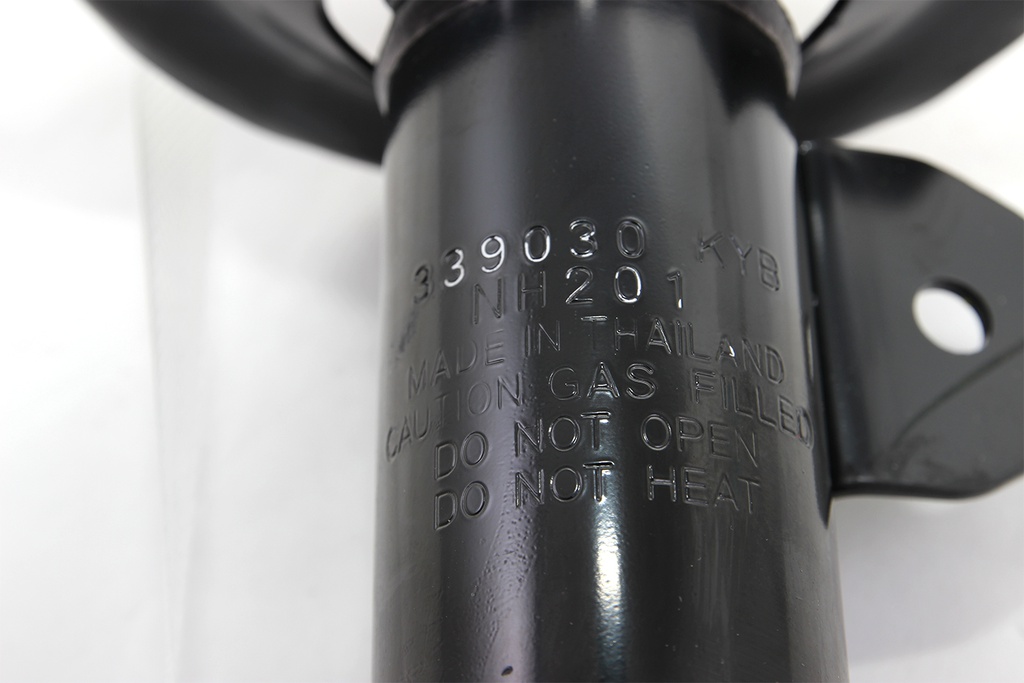 339030 KYB
NH201
MADE IN THAILAND
CAUTION GAS FILLED
DO NOT OPEN
DO NOT HEAT